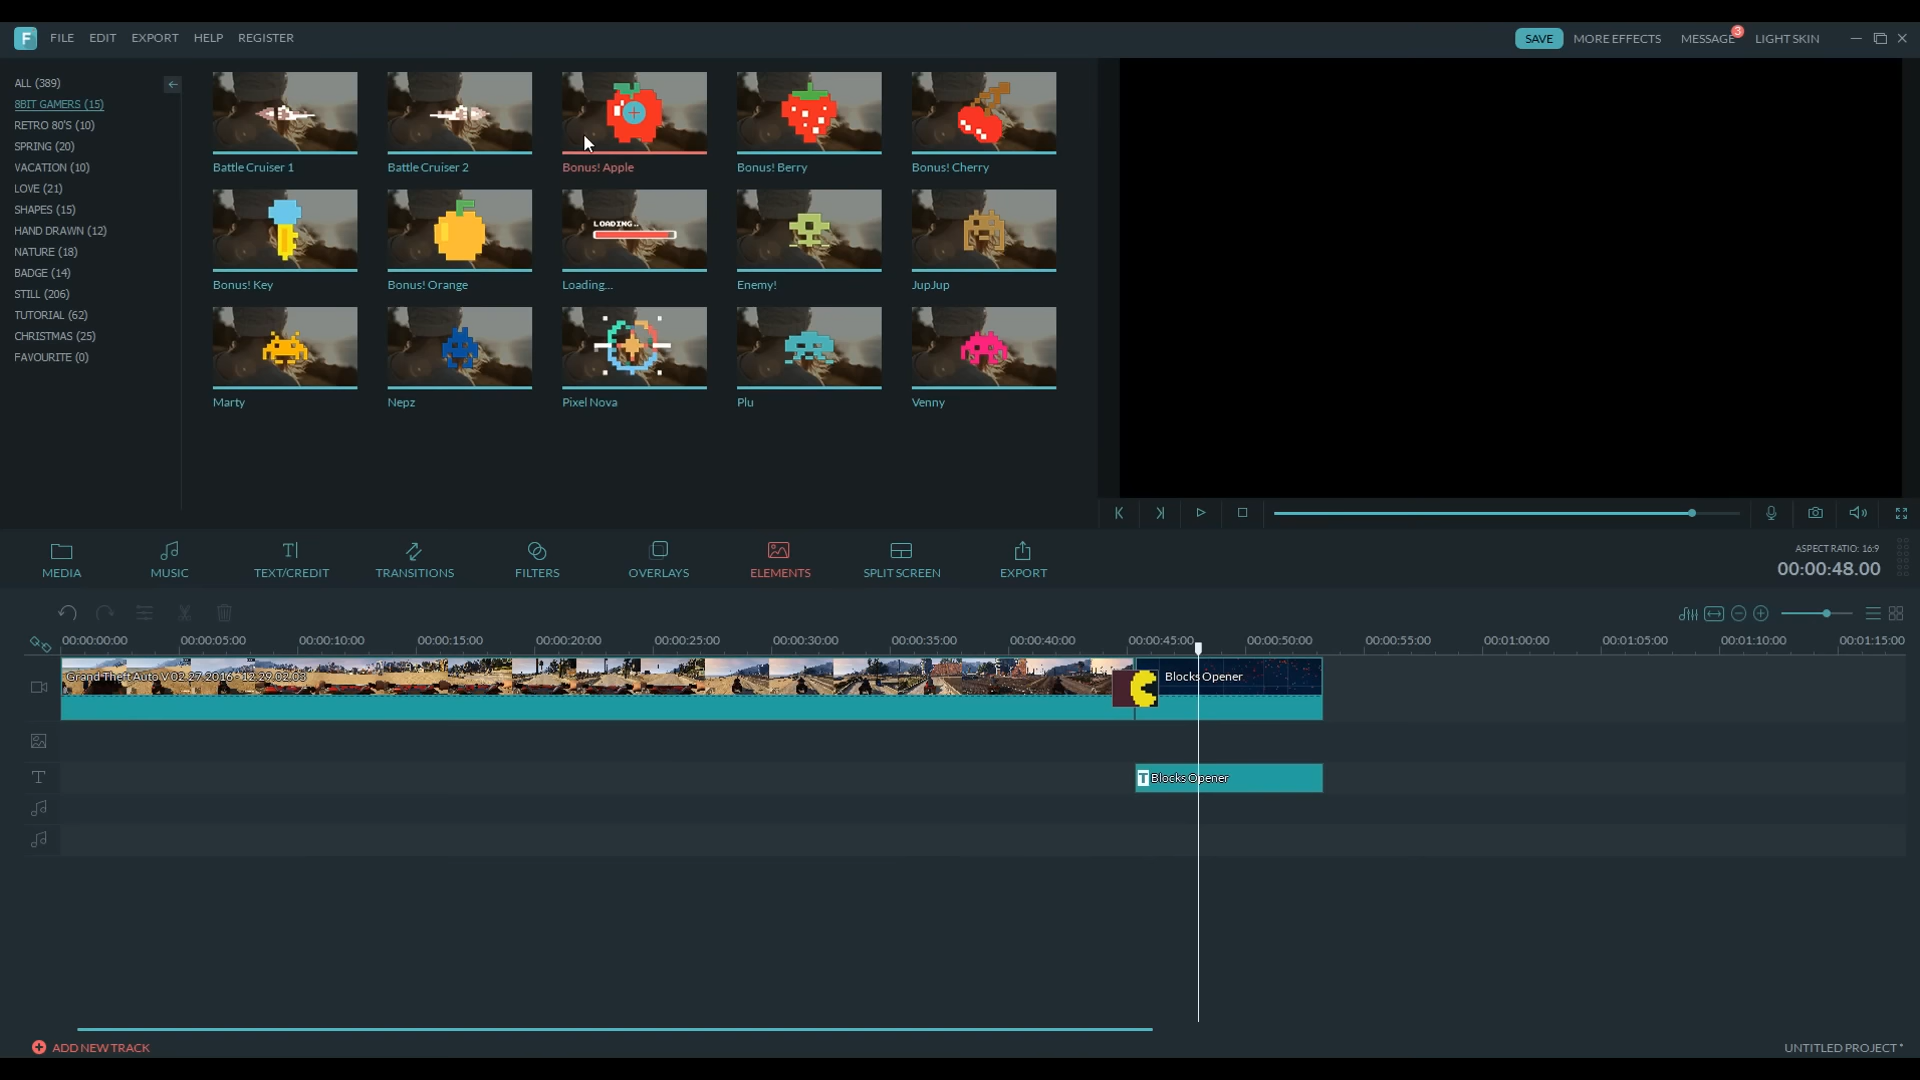 F FILE EDIT EXPORT HELP REGISTER SAVE MORE EFFECTS MESSAGE 3 LIGHT SKIN
ALL (389)
8BIT GAMERS (15)
RETRO 80'S (10)
SPRING (20)
VACATION (10)
LOVE (21)
SHAPES (15)
HAND DRAWN (12)
NATURE (18)
BADGE (14)
STILL (206)
TUTORIAL (62)
CHRISTMAS (25)
FAVOURITE (0)
Battle Cruiser 1 Battle Cruiser 2 Bonus! Apple Bonus! Berry Bonus! Cherry
LOADING..
Bonus! Key Bonus! Orange Loading... Enemy! JupJup
Marty Nepz Pixel Nova Plu Venny
MEDIA MUSIC TEXT/CREDIT TRANSITIONS FILTERS OVERLAYS ELEMENTS SPLIT SCREEN EXPORT
ASPECT RATIO: 16:9
00:00:48.00
00:00:00:00 00:00:05:00 00:00:10:00 00:00:15:00 00:00:20:00 00:00:25:00 00:00:30:00 00:00:35:00 00:00:40:00 00:00:45:00 00:00:50:00 00:00:55:00 00:01:00:00 00:01:05:00 00:01:10:00 00:01:15:00
Grand Theft Auto V 02.27.2016 - 12.29.02.03 Blocks Opener
T Blocks Opener
ADD NEW TRACK UNTITLED PROJECT *